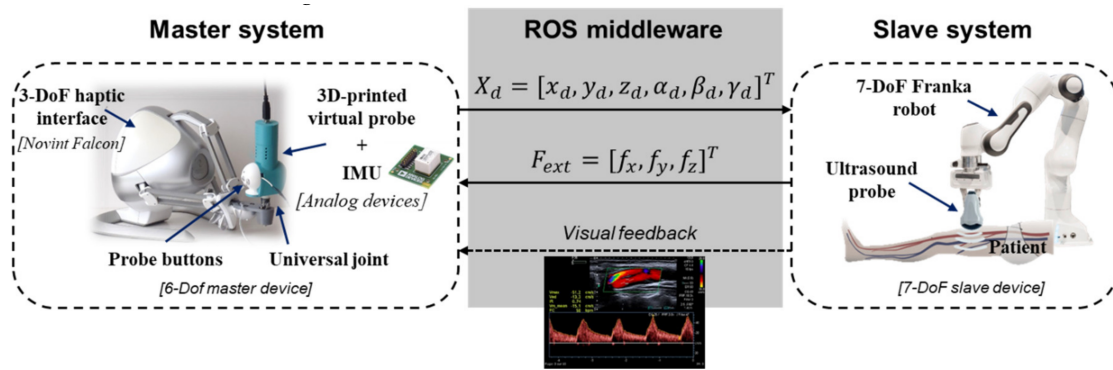 Master system
ROS middleware
Slave system
3-DoF haptic
interface
[Novint Falcon]
3D-printed
virtual probe
+
IMU
[Analog devices]
Probe buttons
Universal joint
[6-Dof master device]
X_d = [x_d, y_d, z_d, α_d, β_d, γ_d]^T
F_ext = [f_x, f_y, f_z]^T
Visual feedback
7-DoF Franka
robot
Ultrasound
probe
Patient
[7-DoF slave device]